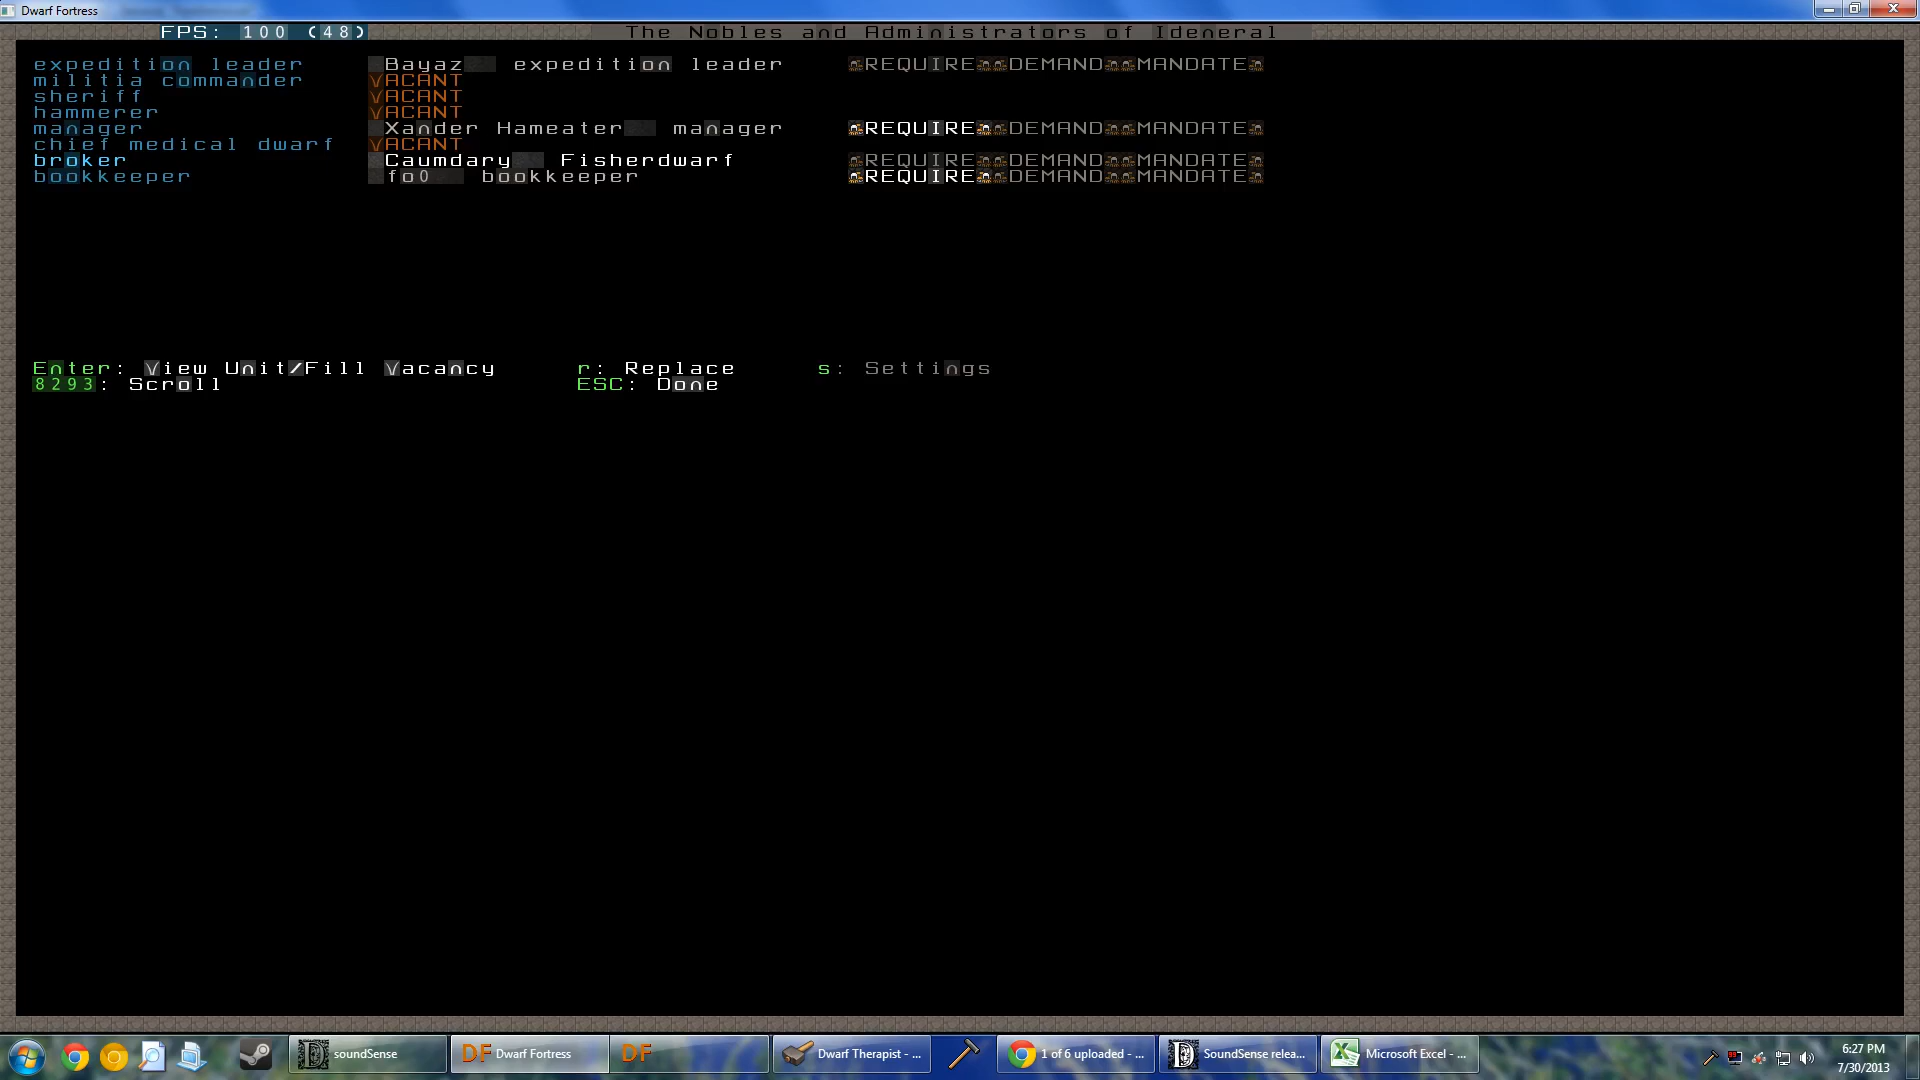 Dwarf Fortress
FPS: 100 (48) The Nobles and Administrators of Ideneral
expedition leader Bayaz expedition leader REQUIRE DEMAND MANDATE
militia commander VACANT
sheriff VACANT
hammerer VACANT
manager Xander Hameater manager REQUIRE DEMAND MANDATE
chief medical dwarf VACANT
broker Caumdary Fisherdwarf REQUIRE DEMAND MANDATE
bookkeeper fo0 bookkeeper REQUIRE DEMAND MANDATE
Enter: View Unit/Fill Vacancy r: Replace s: Settings
8293: Scroll ESC: Done
soundSense DF Dwarf Fortress DF Dwarf Therapist - ... 1 of 6 uploaded - ... SoundSense relea... Microsoft Excel - ... 6:27 PM
7/30/2013